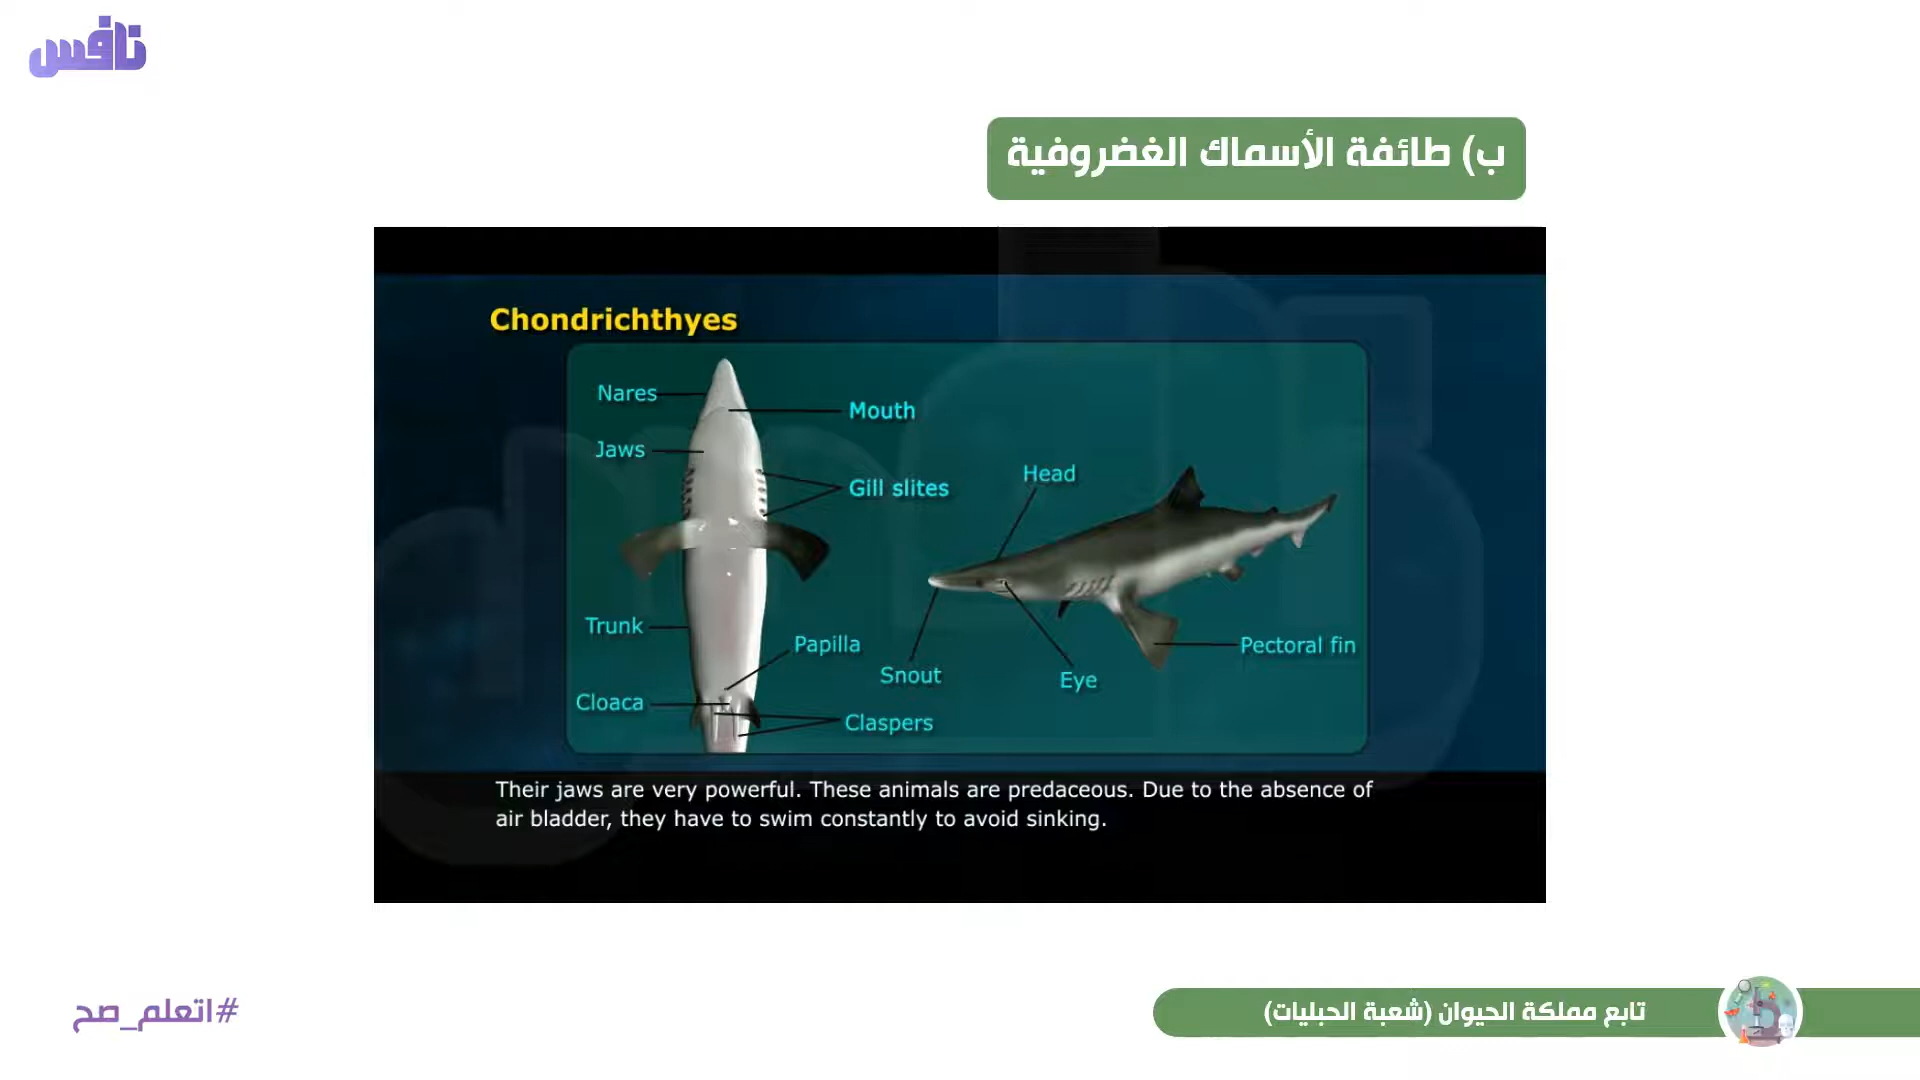 نافس
ب) طائفة الأسماك الغضروفية
Chondrichthyes
Nares
Mouth
Jaws
Gill slites
Head
Trunk
Papilla
Snout
Eye
Pectoral fin
Cloaca
Claspers
Their jaws are very powerful. These animals are predaceous. Due to the absence of
air bladder, they have to swim constantly to avoid sinking.
تابع مملكة الحيوان (شعبة الحبليات)
#اتعلم_صح